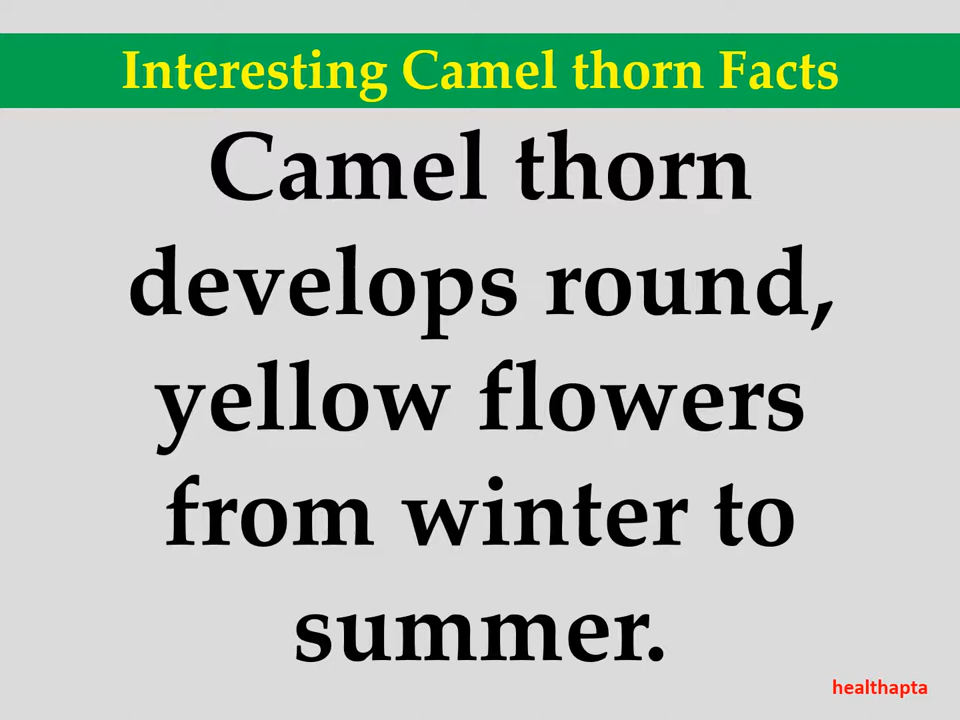 Interesting Camel thorn Facts
Camel thorn
develops round,
yellow flowers
from winter to
summer.
healthapta